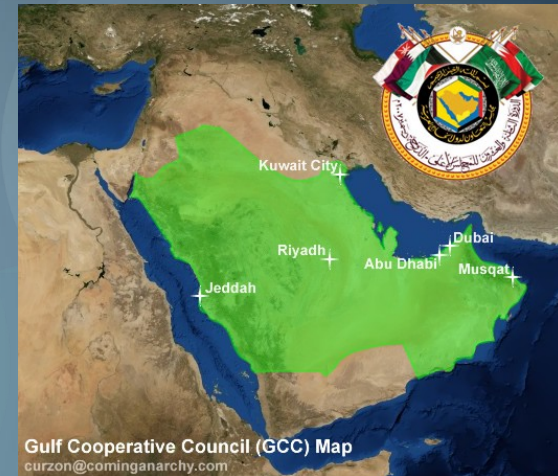 Kuwait City
Dubai
Riyadh
Abu Dhabi
Musqat
Jeddah
Gulf Cooperative Council (GCC) Map
curzon@cominganarchy.com